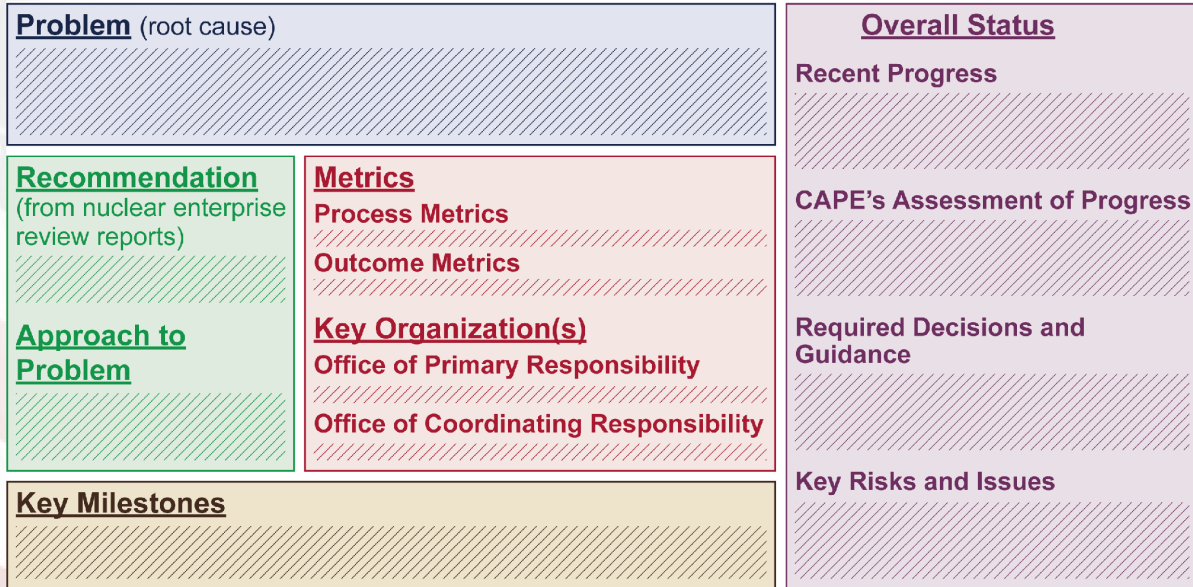 Problem (root cause)
Recommendation
(from nuclear enterprise
review reports)
Approach to
Problem
Metrics
Process Metrics
Outcome Metrics
Key Organization(s)
Office of Primary Responsibility
Office of Coordinating Responsibility
Key Milestones
Overall Status
Recent Progress
CAPE's Assessment of Progress
Required Decisions and
Guidance
Key Risks and Issues